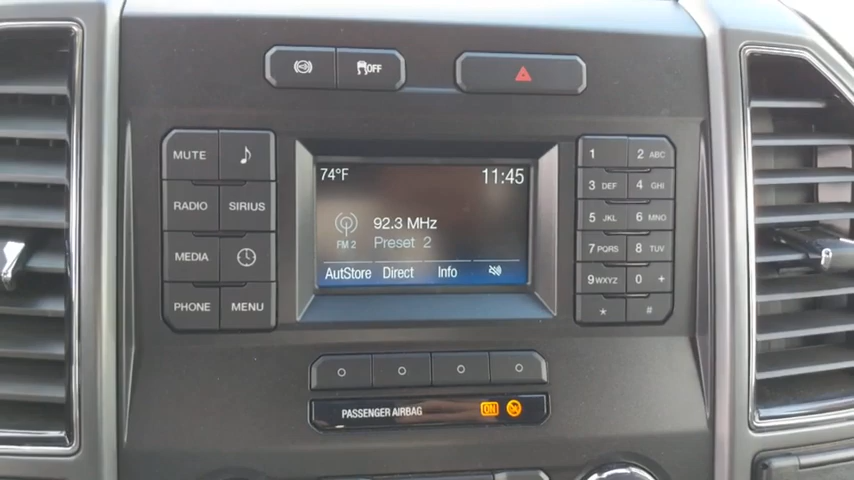 OFF
MUTE
RADIO SIRIUS
MEDIA
PHONE MENU
74°F 11:45
92.3 MHz
FM 2 Preset 2
AutStore Direct Info
1 2 ABC
3 DEF 4 GHI
5 JKL 6 MNO
7 PQRS 8 TUV
9 WXYZ 0 +
* #
PASSENGER AIRBAG ON